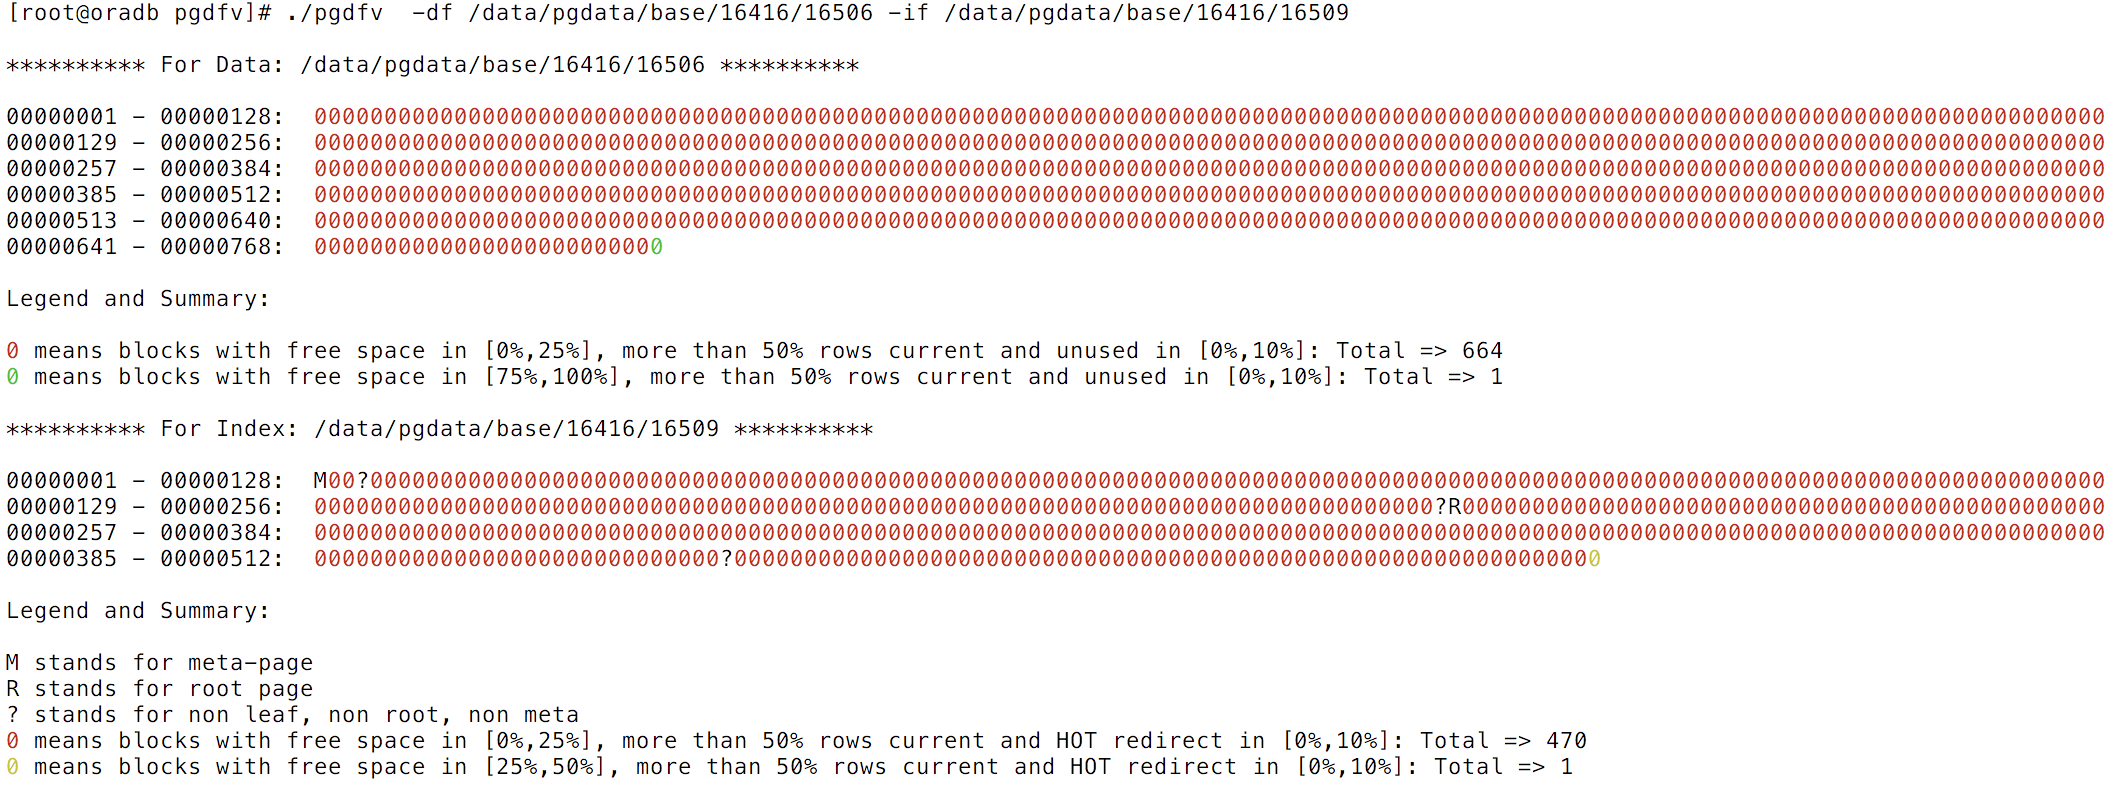 [root@oradb pgdfv]# ./pgdfv  -df /data/pgdata/base/16416/16506 -if /data/pgdata/base/16416/16509
********** For Data: /data/pgdata/base/16416/16506 **********
00000001 - 00000128:  00000000000000000000000000000000000000000000000000000000000000000000000000000000000000000000000000000000000000000000000000000000
00000129 - 00000256:  00000000000000000000000000000000000000000000000000000000000000000000000000000000000000000000000000000000000000000000000000000000
00000257 - 00000384:  00000000000000000000000000000000000000000000000000000000000000000000000000000000000000000000000000000000000000000000000000000000
00000385 - 00000512:  00000000000000000000000000000000000000000000000000000000000000000000000000000000000000000000000000000000000000000000000000000000
00000513 - 00000640:  00000000000000000000000000000000000000000000000000000000000000000000000000000000000000000000000000000000000000000000000000000000
00000641 - 00000768:  0000000000000000000000000
Legend and Summary:
0 means blocks with free space in [0%,25%], more than 50% rows current and unused in [0%,10%]: Total => 664
0 means blocks with free space in [75%,100%], more than 50% rows current and unused in [0%,10%]: Total => 1
********** For Index: /data/pgdata/base/16416/16509 **********
00000001 - 00000128:  M00?0000000000000000000000000000000000000000000000000000000000000000000000000000000000000000000000000000000000000000000000000000
00000129 - 00000256:  00000000000000000000000000000000000000000000000000000000000000000000000000000000?R0000000000000000000000000000000000000000000000
00000257 - 00000384:  00000000000000000000000000000000000000000000000000000000000000000000000000000000000000000000000000000000000000000000000000000000
00000385 - 00000512:  00000000000000000000000000000?00000000000000000000000000000000000000000000000000000000000000
Legend and Summary:
M stands for meta-page
R stands for root page
? stands for non leaf, non root, non meta
0 means blocks with free space in [0%,25%], more than 50% rows current and HOT redirect in [0%,10%]: Total => 470
0 means blocks with free space in [25%,50%], more than 50% rows current and HOT redirect in [0%,10%]: Total => 1